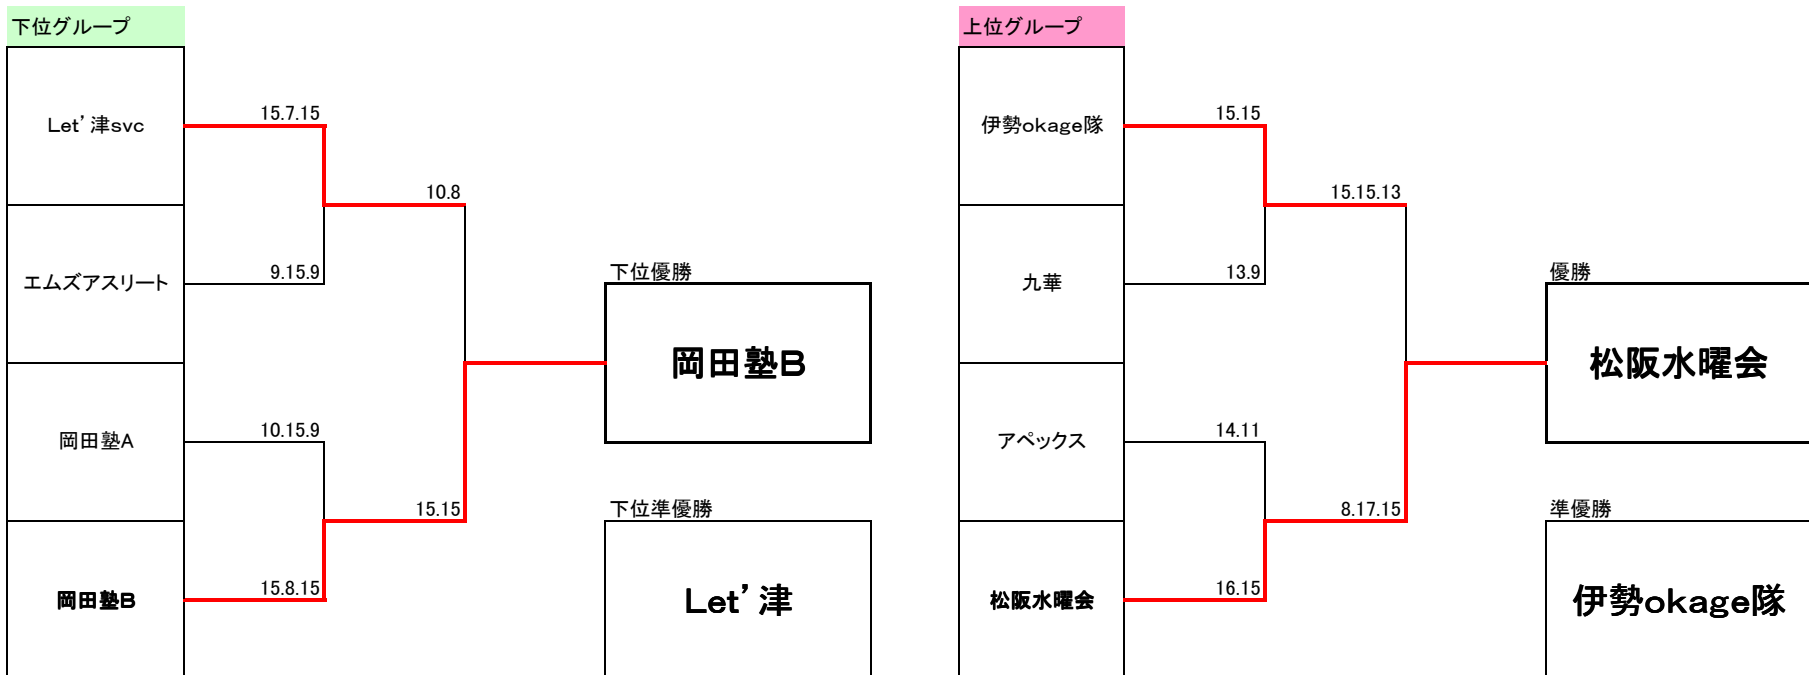 下位グループ
Let’津svc
15.7.15
10.8
エムズアスリート
9.15.9
下位優勝
岡田塾B
岡田塾A
10.15.9
15.15
下位準優勝
岡田塾B
15.8.15
Let’津
上位グループ
伊勢okage隊
15.15
15.15.13
九華
13.9
優勝
松阪水曜会
アペックス
14.11
8.17.15
準優勝
松阪水曜会
16.15
伊勢okage隊